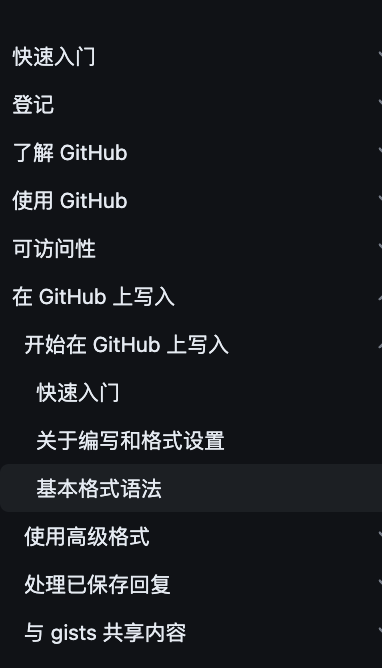 快速入门
登记
了解 GitHub
使用 GitHub
可访问性
在 GitHub 上写入
开始在 GitHub 上写入
快速入门
关于编写和格式设置
基本格式语法
使用高级格式
处理已保存回复
与 gists 共享内容